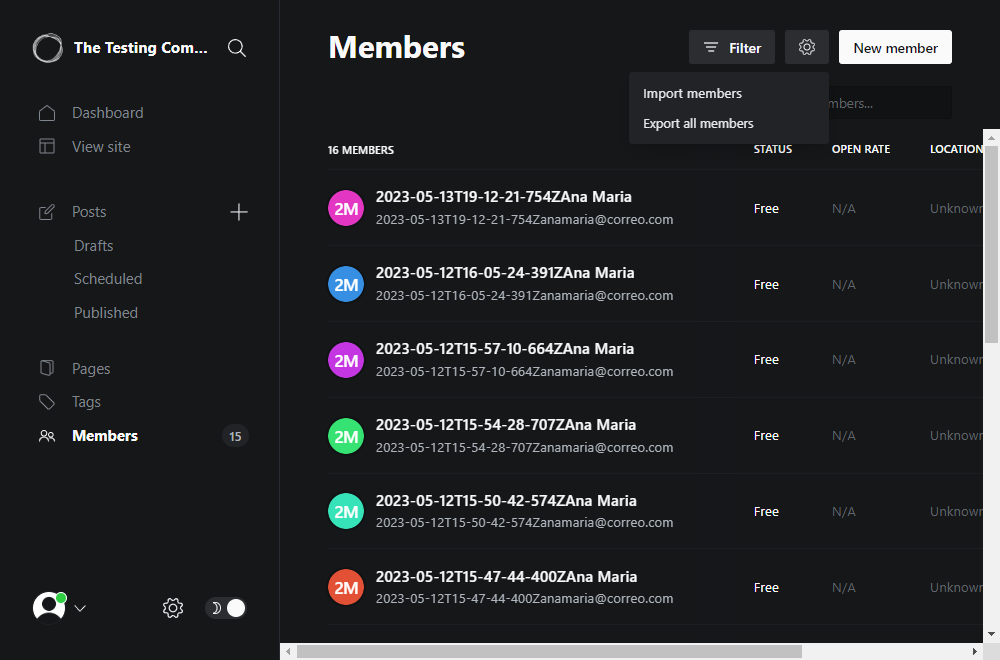 The Testing Com...
Dashboard
View site
Posts
Drafts
Scheduled
Published
Pages
Tags
Members
15
Members
Filter
New member
Import members
Export all members
16 MEMBERS
STATUS
OPEN RATE
LOCATION
2M
2023-05-13T19-12-21-754ZAna Maria
2023-05-13T19-12-21-754Zanamaria@correo.com
Free
N/A
Unknown
2M
2023-05-12T16-05-24-391ZAna Maria
2023-05-12T16-05-24-391Zanamaria@correo.com
Free
N/A
Unknown
2M
2023-05-12T15-57-10-664ZAna Maria
2023-05-12T15-57-10-664Zanamaria@correo.com
Free
N/A
Unknown
2M
2023-05-12T15-54-28-707ZAna Maria
2023-05-12T15-54-28-707Zanamaria@correo.com
Free
N/A
Unknown
2M
2023-05-12T15-50-42-574ZAna Maria
2023-05-12T15-50-42-574Zanamaria@correo.com
Free
N/A
Unknown
2M
2023-05-12T15-47-44-400ZAna Maria
2023-05-12T15-47-44-400Zanamaria@correo.com
Free
N/A
Unknown